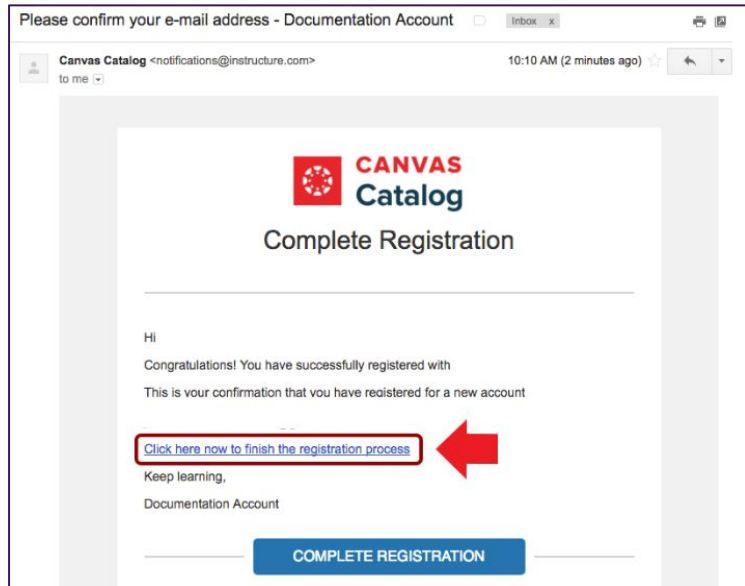 Please confirm your e-mail address - Documentation Account Inbox x
Canvas Catalog <notifications@instructure.com> 10:10 AM (2 minutes ago)
to me
CANVAS
Catalog
Complete Registration
Hi
Congratulations! You have successfully registered with
This is your confirmation that you have registered for a new account
Click here now to finish the registration process
Keep learning,
Documentation Account
COMPLETE REGISTRATION